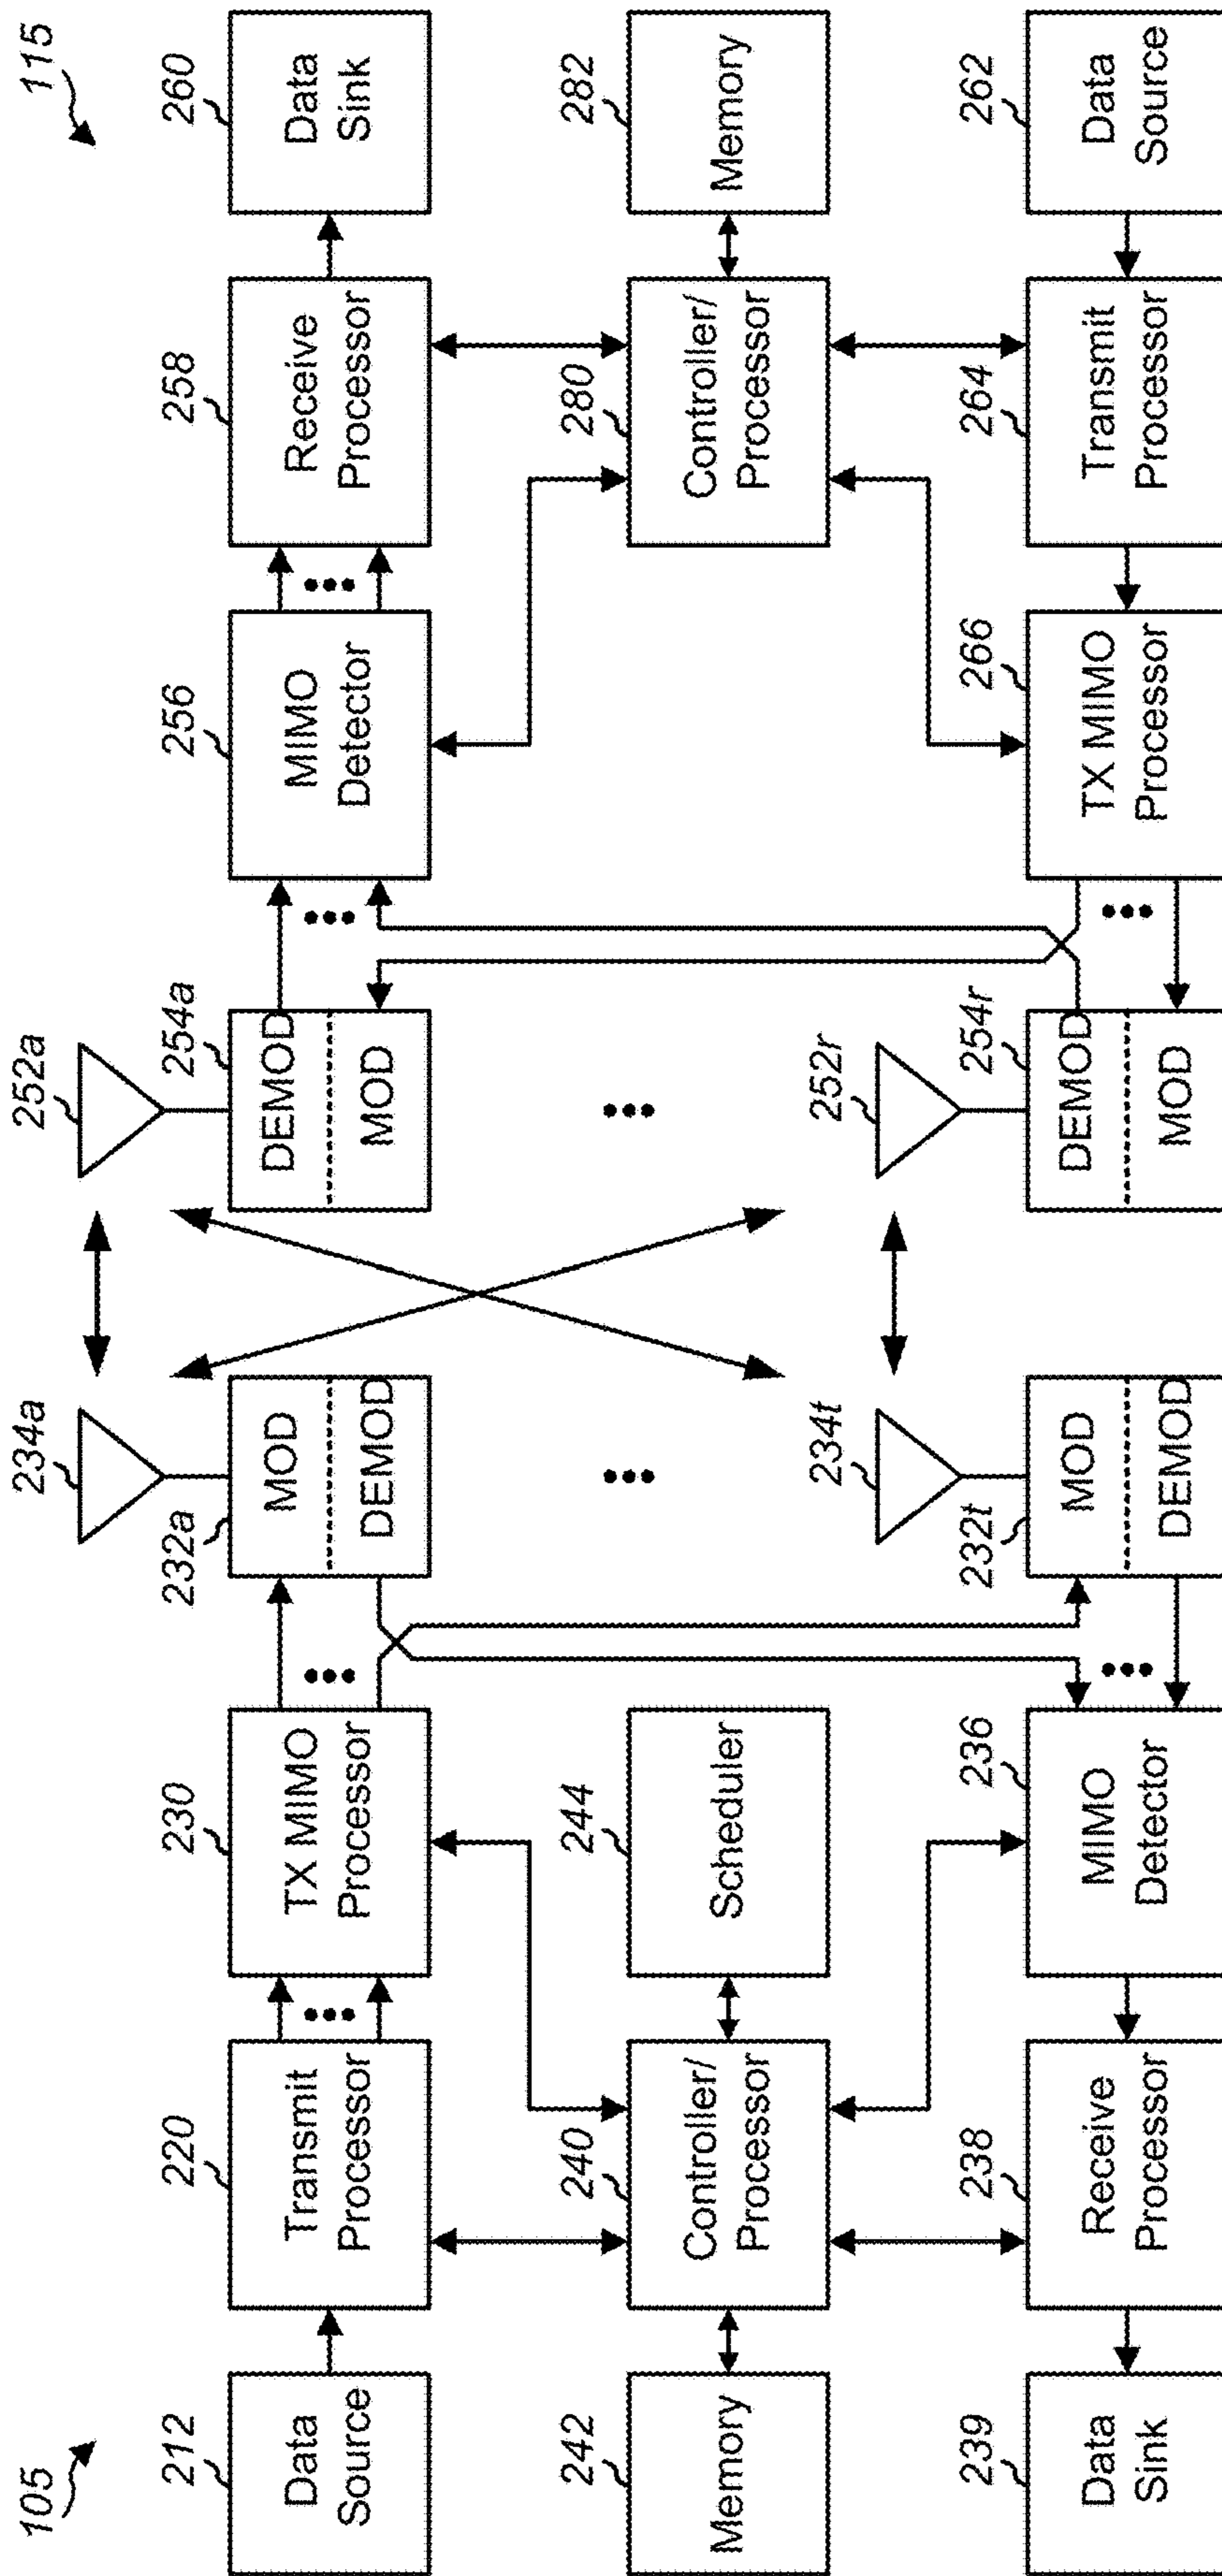 105
115
212
220
230
232a
234a
252a
254a
256
258
260
Data
Source
Transmit
Processor
TX MIMO
Processor
MOD
DEMOD
DEMOD
MOD
MIMO
Detector
Receive
Processor
Data
Sink
242
240
244
280
282
Memory
Controller/
Processor
Scheduler
Controller/
Processor
Memory
239
238
236
232t
234t
252r
254r
266
264
262
Data
Sink
Receive
Processor
MIMO
Detector
MOD
DEMOD
DEMOD
MOD
TX MIMO
Processor
Transmit
Processor
Data
Source